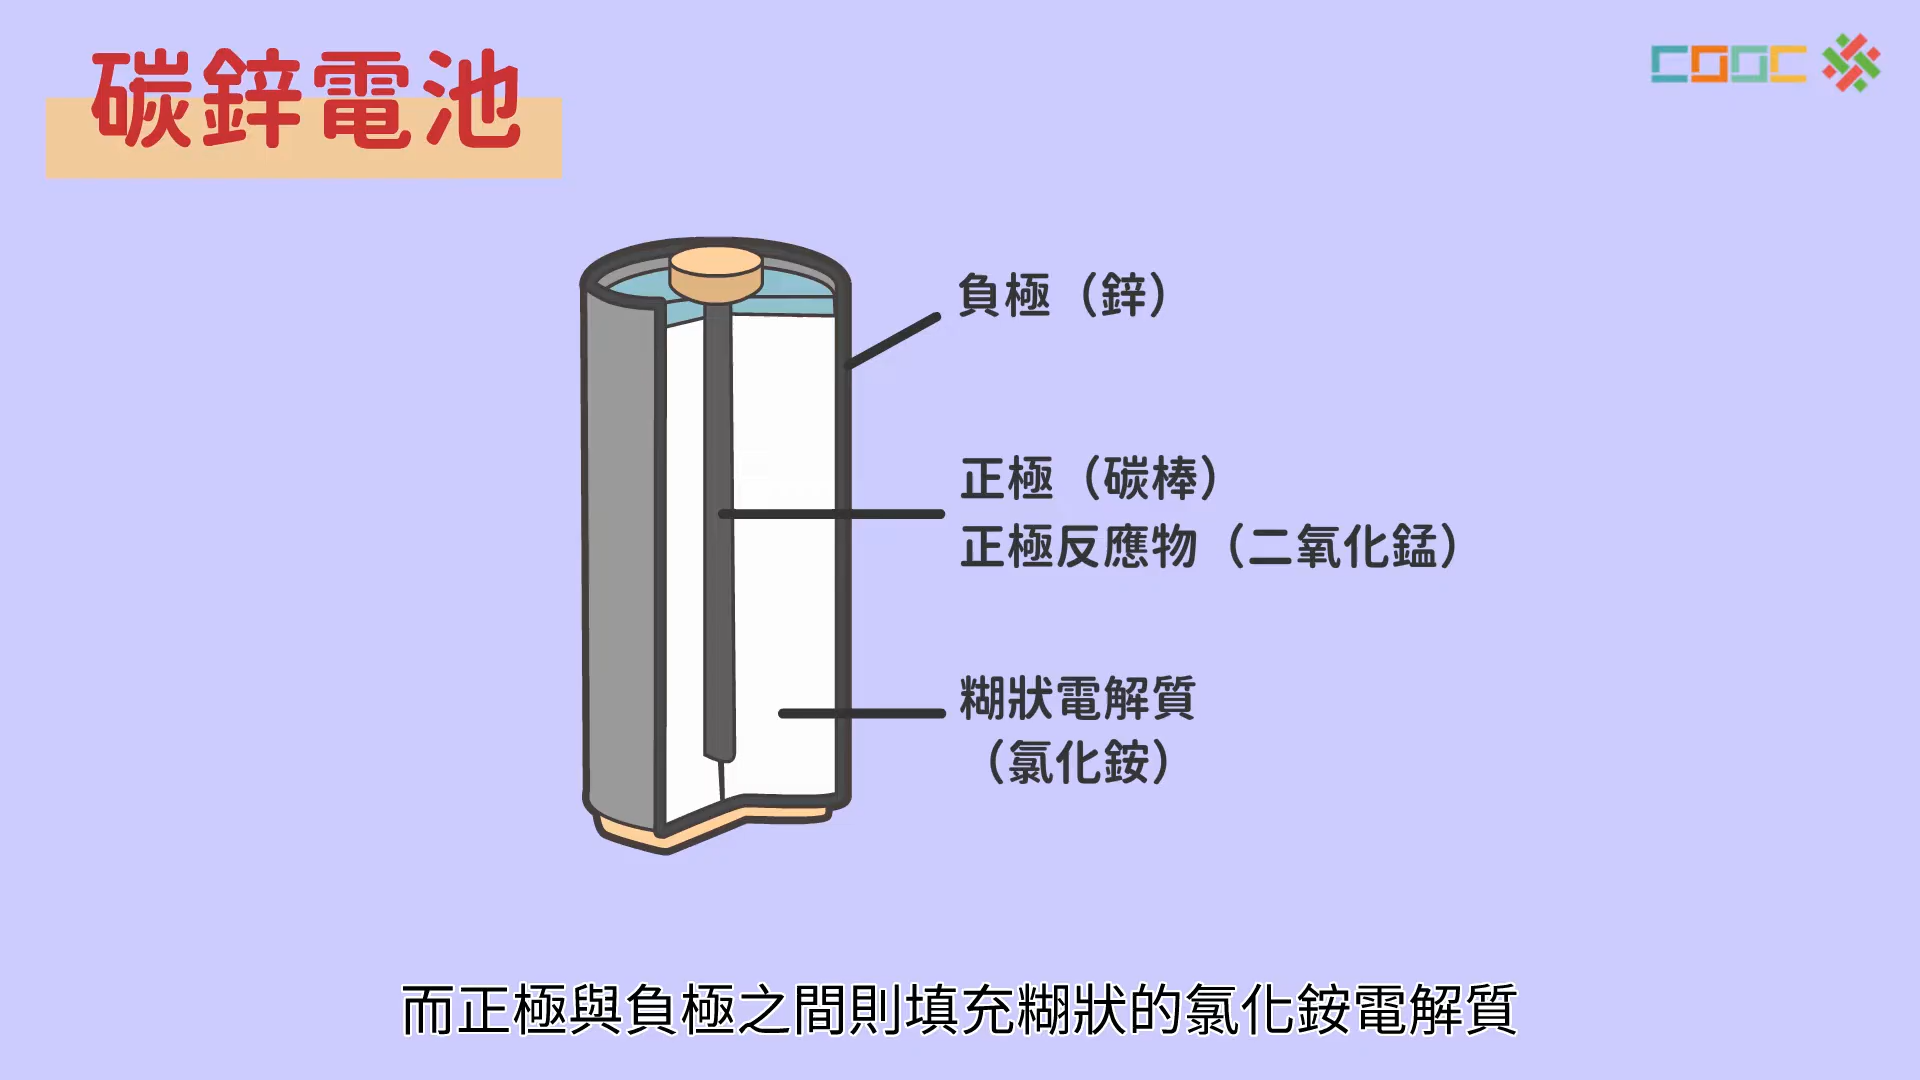 碳鋅電池
COOC
負極（鋅）
正極（碳棒）
正極反應物（二氧化錳）
糊狀電解質
（氯化銨）
而正極與負極之間則填充糊狀的氯化銨電解質